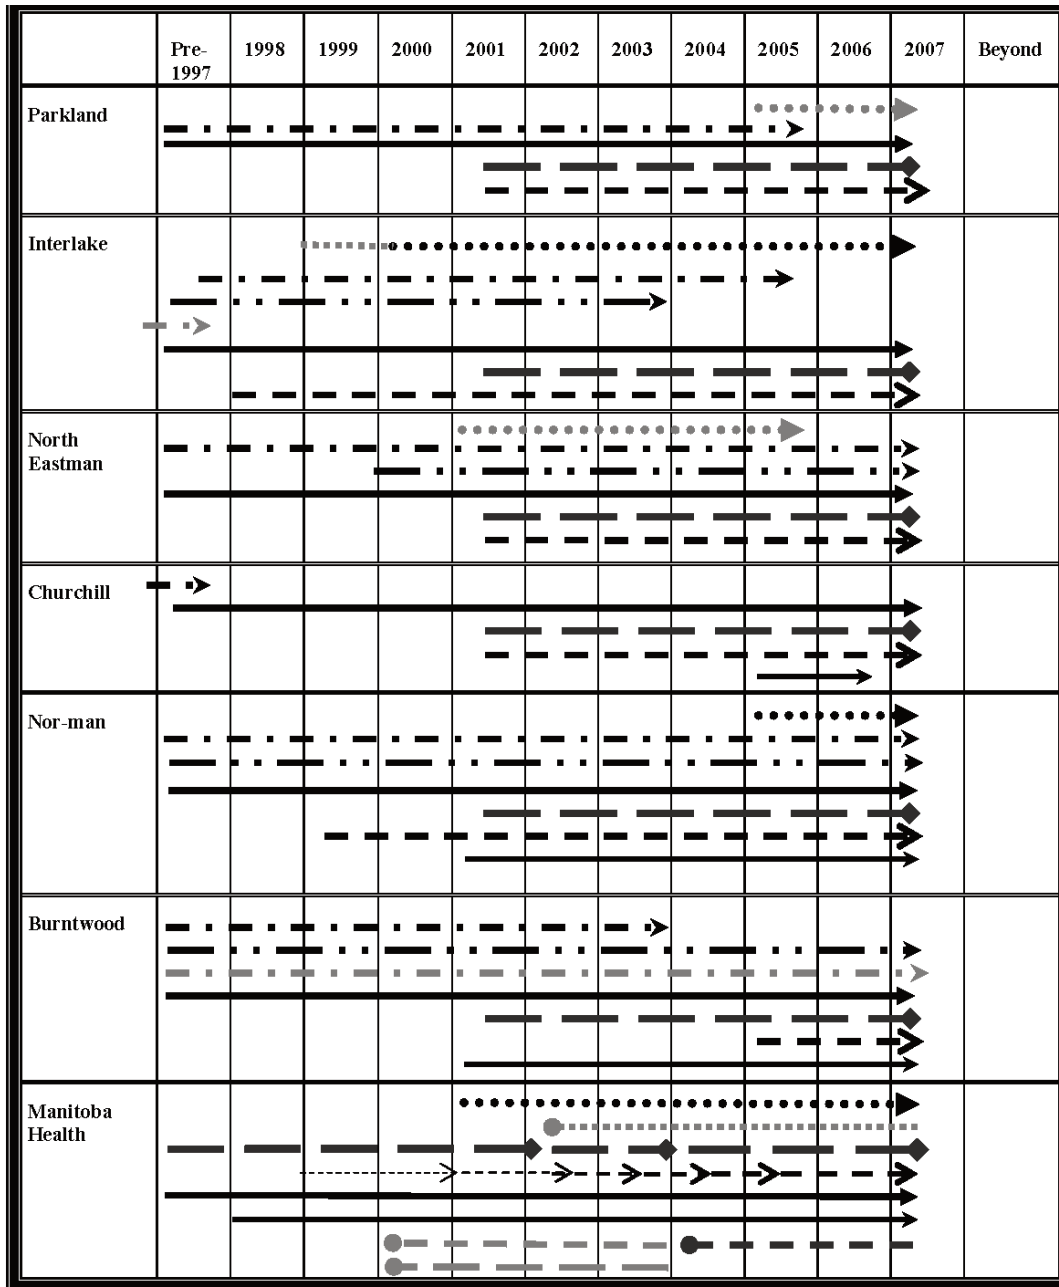 Pre-1997 1998 1999 2000 2001 2002 2003 2004 2005 2006 2007 Beyond
Parkland
Interlake
North
Eastman
Churchill
Nor-man
Burntwood
Manitoba
Health